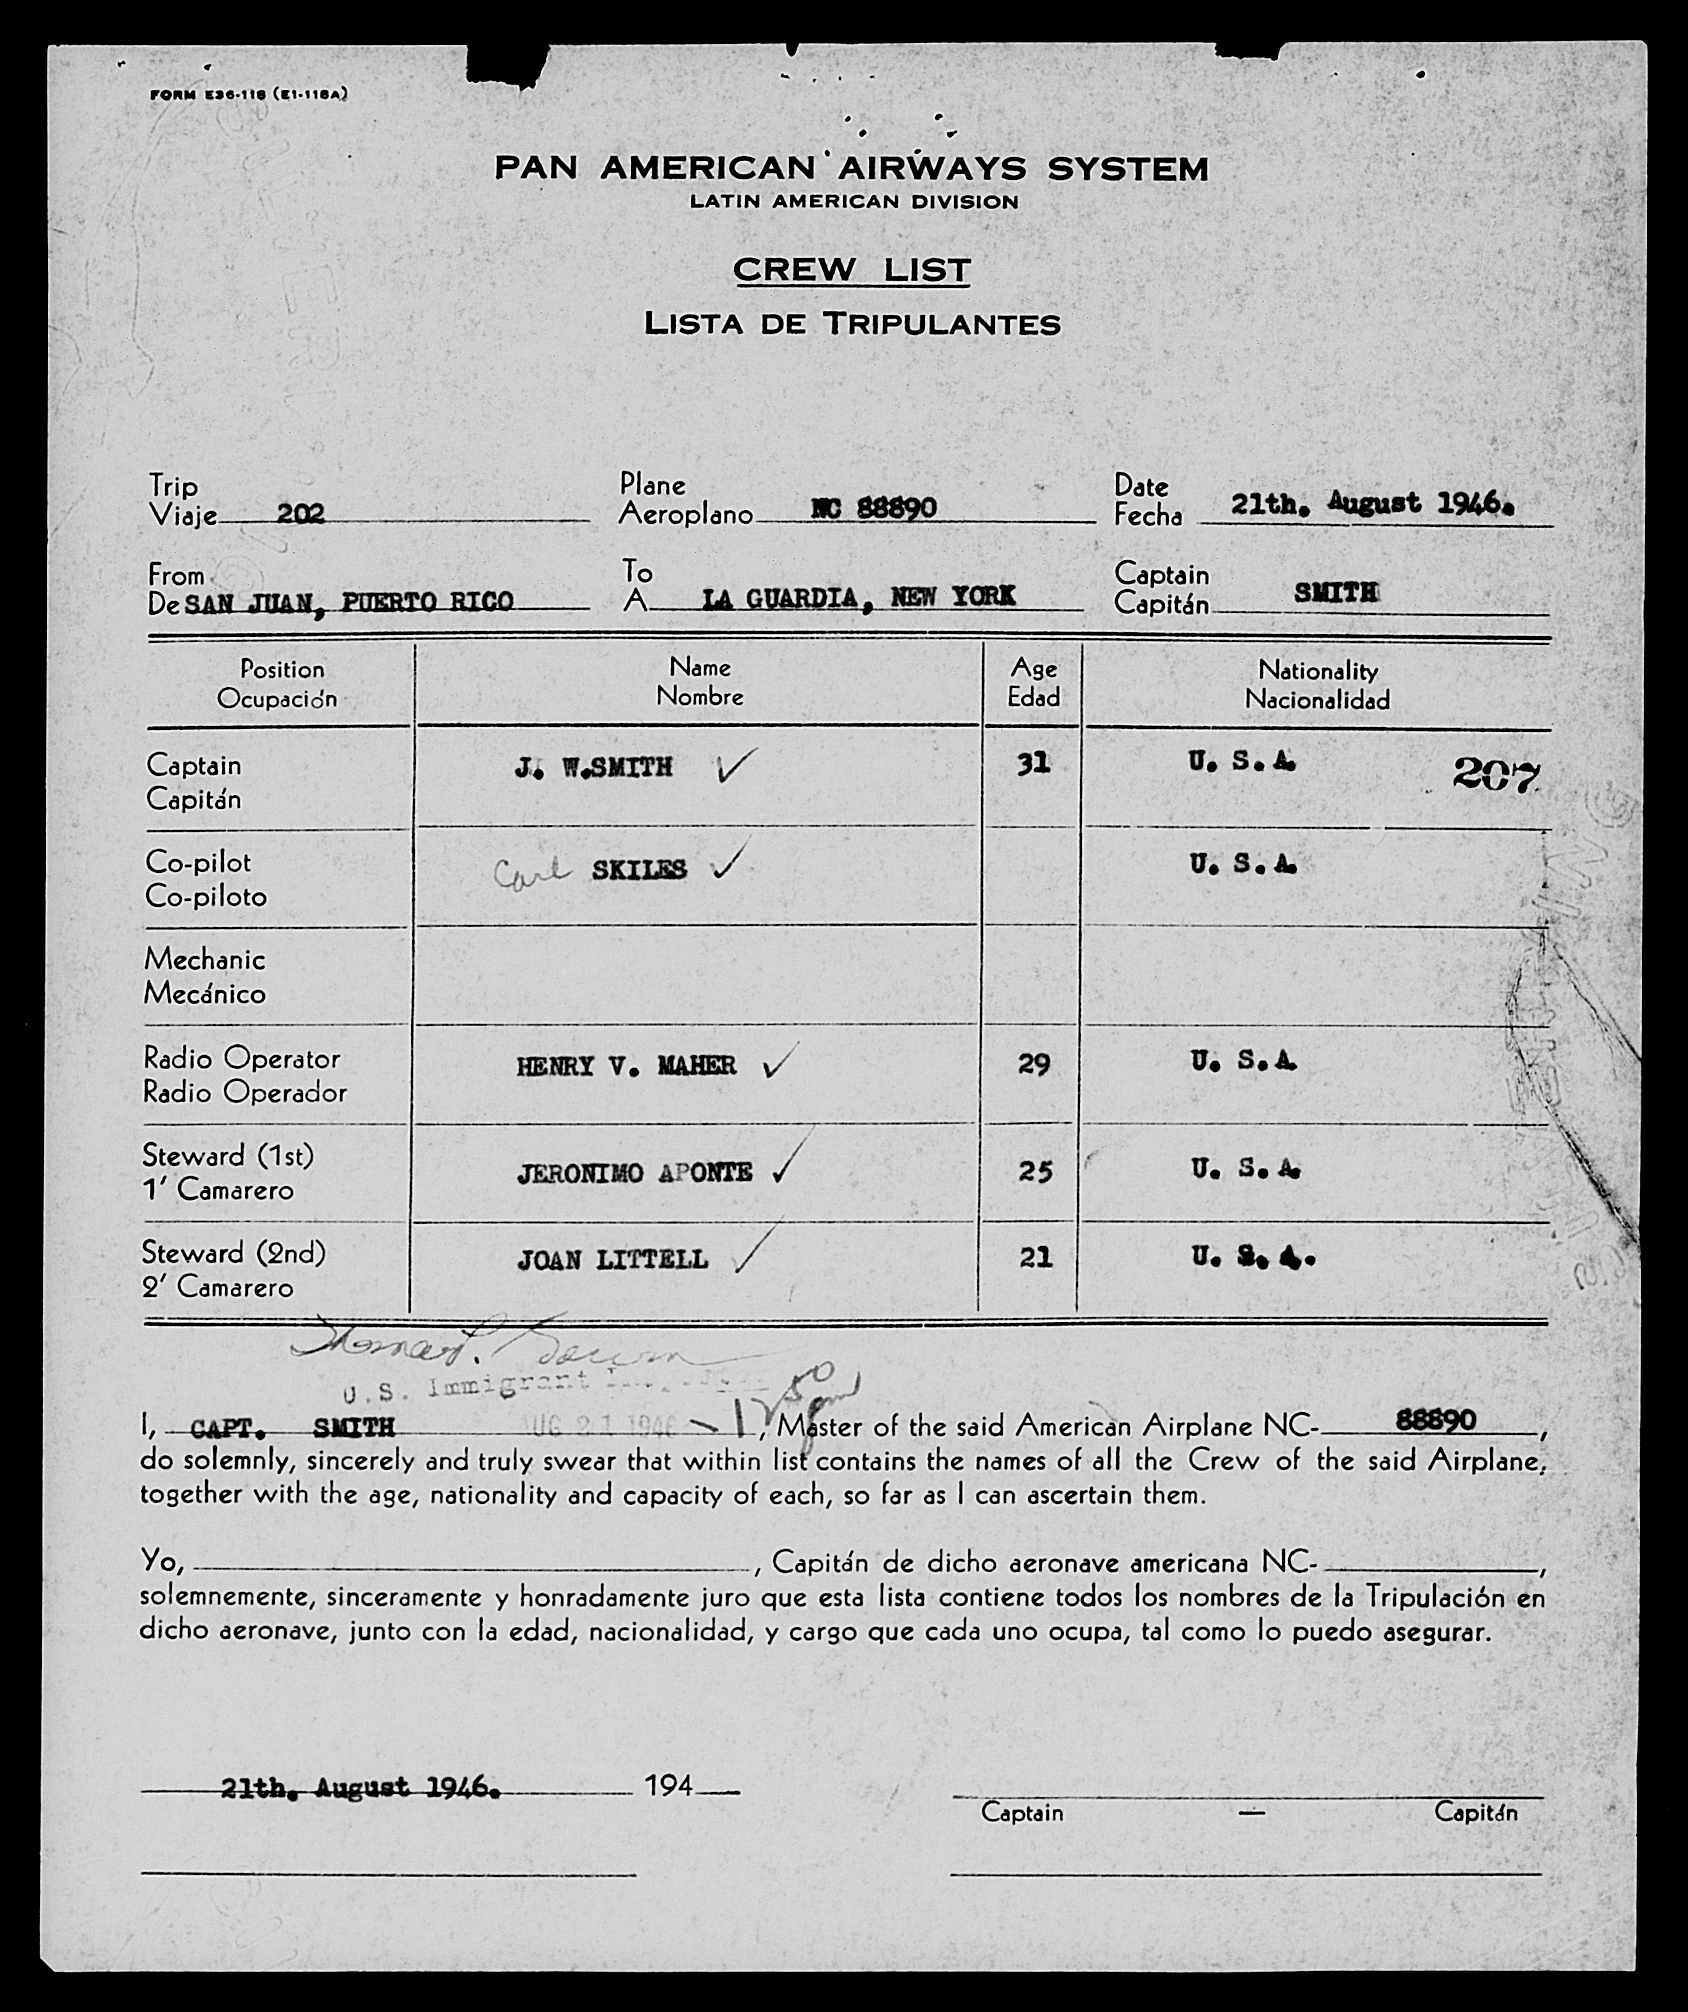 FORM E36-118 (E1-118A)
PAN AMERICAN AIRWAYS SYSTEM
LATIN AMERICAN DIVISION
CREW LIST
LISTA DE TRIPULANTES
Trip Plane Date
Viaje 202 Aeroplano NC 88890 Fecha 21th. August 1946.
From To Captain
De SAN JUAN, PUERTO RICO A LA GUARDIA, NEW YORK Capitán SMITH
Position Name Age Nationality
Ocupación Nombre Edad Nacionalidad
Captain J. W.SMITH ✓ 31 U. S. A. 207
Capitán
Co-pilot Carl SKILES ✓ U. S. A.
Co-piloto
Mechanic
Mecánico
Radio Operator HENRY V. MAHER ✓ 29 U. S. A.
Radio Operador
Steward (1st) JERONIMO APONTE ✓ 25 U. S. A.
1' Camarero
Steward (2nd) JOAN LITTELL ✓ 21 U. S. A.
2' Camarero
U.S. Immigrant
I, CAPT. SMITH AUG 21 1946 - 12 50 pm, Master of the said American Airplane NC- 88890,
do solemnly, sincerely and truly swear that within list contains the names of all the Crew of the said Airplane,
together with the age, nationality and capacity of each, so far as I can ascertain them.
Yo, , Capitán de dicho aeronave americana NC- ,
solemnemente, sinceramente y honradamente juro que esta lista contiene todos los nombres de la Tripulación en
dicho aeronave, junto con la edad, nacionalidad, y cargo que cada uno ocupa, tal como lo puedo asegurar.
21th. August 1946. 194
Captain — Capitán